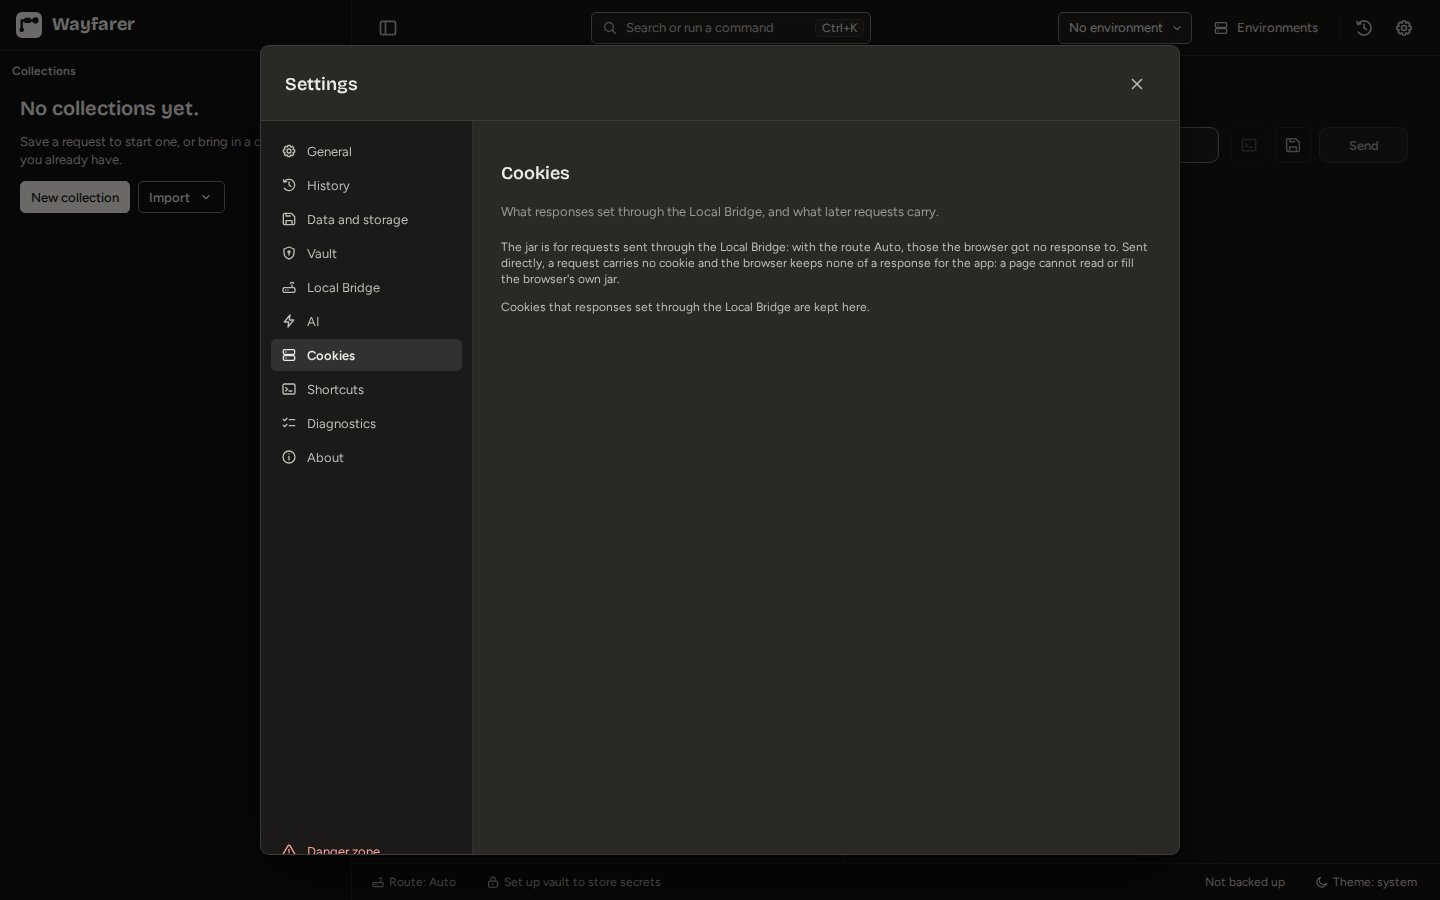 Wayfarer
Search or run a command
Ctrl+K
No environment
Environments
Collections
No collections yet.
Save a request to start one, or bring in a c
you already have.
New collection
Import
Send
Settings
General
History
Data and storage
Vault
Local Bridge
AI
Cookies
Shortcuts
Diagnostics
About
Danger zone
Cookies
What responses set through the Local Bridge, and what later requests carry.
The jar is for requests sent through the Local Bridge: with the route Auto, those the browser got no response to. Sent
directly, a request carries no cookie and the browser keeps none of a response for the app: a page cannot read or fill
the browser's own jar.
Cookies that responses set through the Local Bridge are kept here.
Route: Auto
Set up vault to store secrets
Not backed up
Theme: system